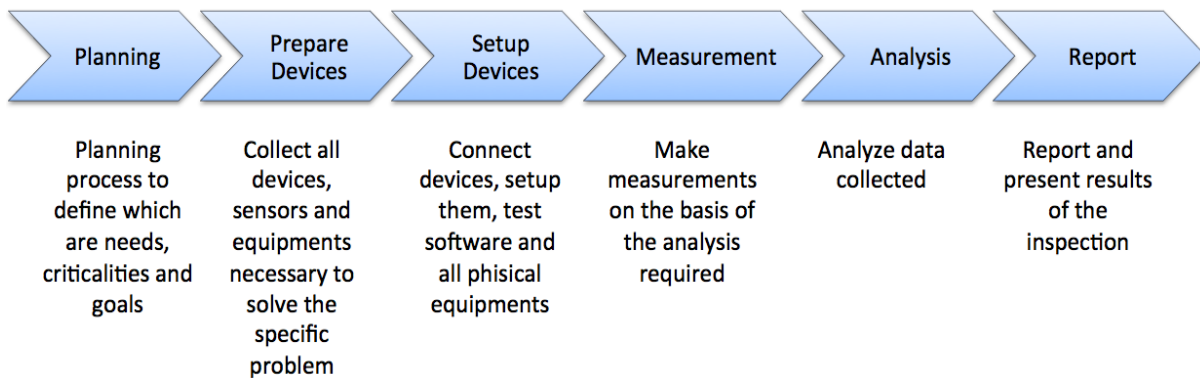 Planning
Prepare
Devices
Setup
Devices
Measurement
Analysis
Report
Planning
process to
define which
are needs,
criticalities and
goals
Collect all
devices,
sensors and
equipments
necessary to
solve the
specific
problem
Connect
devices, setup
them, test
software and
all phisical
equipments
Make
measurements
on the basis of
the analysis
required
Analyze data
collected
Report and
present results
of the
inspection